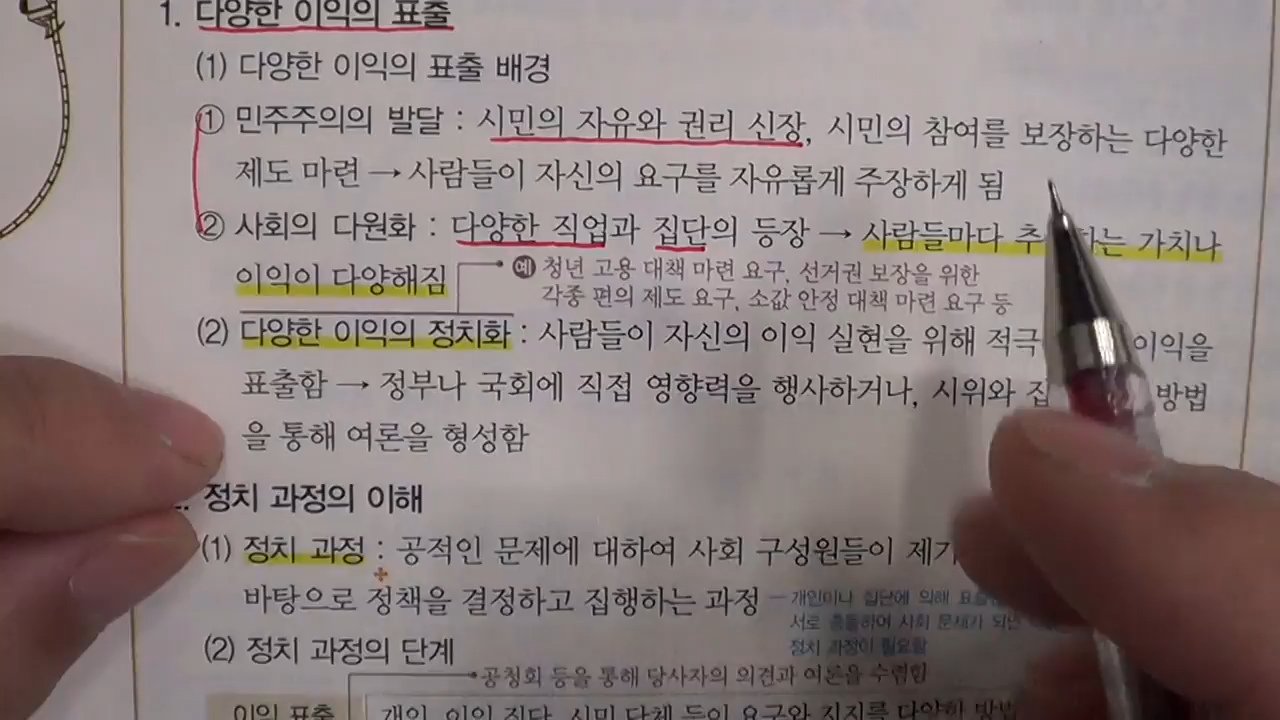 1. 다양한 이익의 표출
(1) 다양한 이익의 표출 배경
① 민주주의의 발달 : 시민의 자유와 권리 신장, 시민의 참여를 보장하는 다양한
제도 마련 → 사람들이 자신의 요구를 자유롭게 주장하게 됨
② 사회의 다원화 : 다양한 직업과 집단의 등장 → 사람들마다 는 가치나
이익이 다양해짐
예 청년 고용 대책 마련 요구, 선거권 보장을 위한
각종 편의 제도 요구, 소값 안정 대책 마련 요구 등
(2) 다양한 이익의 정치화 : 사람들이 자신의 이익 실현을 위해 이익을
표출함 → 정부나 국회에 직접 영향력을 행사하거나, 시위와 방법
을 통해 여론을 형성함
정치 과정의 이해
(1) 정치 과정 : 공적인 문제에 대하여 사회 구성원들이
바탕으로 정책을 결정하고 집행하는 과정
개인이나 집단에 의해
서로 충돌하여 사회 문제가 되면
정치 과정이 필요함
(2) 정치 과정의 단계
공청회 등을 통해 당사자의 의견과 여론을 수렴함
이익 표출
개인, 이익 집단, 시민 단체 등이 요구와 지지를 다양한 방법